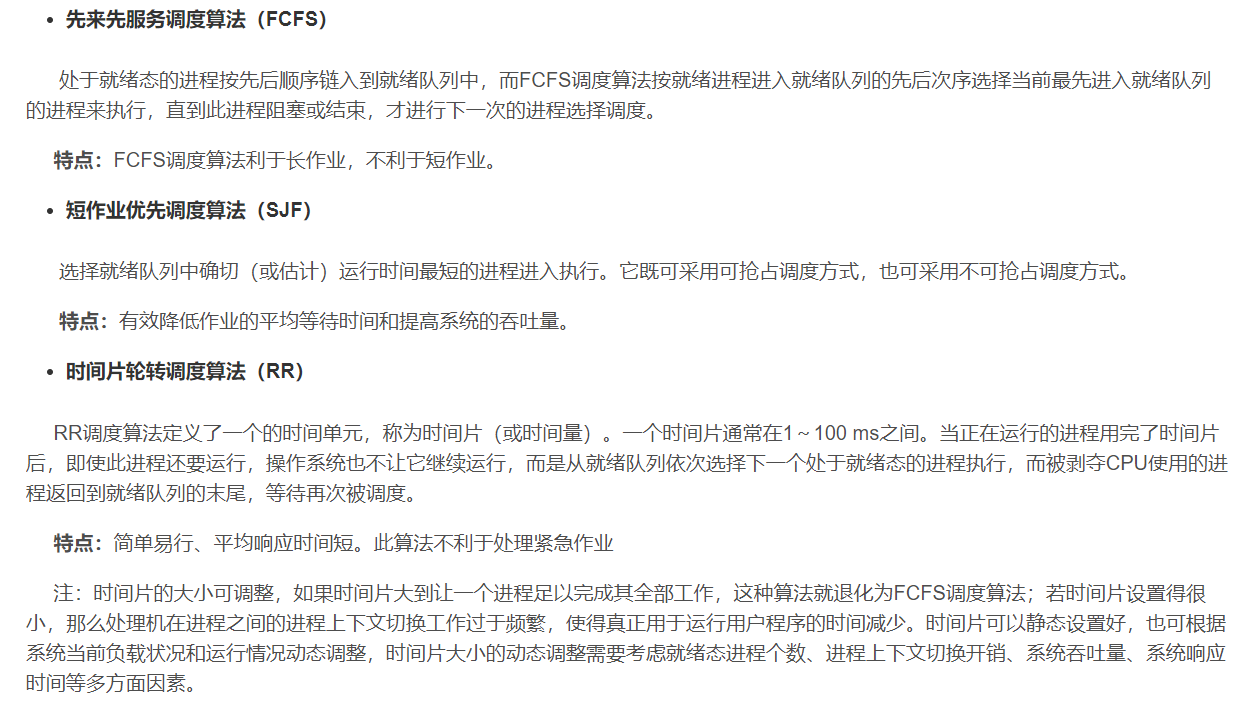 • 先来先服务调度算法（FCFS）
处于就绪态的进程按先后顺序链入到就绪队列中，而FCFS调度算法按就绪进程进入就绪队列的先后次序选择当前最先进入就绪队列
的进程来执行，直到此进程阻塞或结束，才进行下一次的进程选择调度。
特点：FCFS调度算法利于长作业，不利于短作业。
• 短作业优先调度算法（SJF）
选择就绪队列中确切（或估计）运行时间最短的进程进入执行。它既可采用可抢占调度方式，也可采用不可抢占调度方式。
特点：有效降低作业的平均等待时间和提高系统的吞吐量。
• 时间片轮转调度算法（RR）
RR调度算法定义了一个的时间单元，称为时间片（或时间量）。一个时间片通常在1～100 ms之间。当正在运行的进程用完了时间片
后，即使此进程还要运行，操作系统也不让它继续运行，而是从就绪队列依次选择下一个处于就绪态的进程执行，而被剥夺CPU使用的进
程返回到就绪队列的末尾，等待再次被调度。
特点：简单易行、平均响应时间短。此算法不利于处理紧急作业
注：时间片的大小可调整，如果时间片大到让一个进程足以完成其全部工作，这种算法就退化为FCFS调度算法；若时间片设置得很
小，那么处理机在进程之间的进程上下文切换工作过于频繁，使得真正用于运行用户程序的时间减少。时间片可以静态设置好，也可根据
系统当前负载状况和运行情况动态调整，时间片大小的动态调整需要考虑就绪态进程个数、进程上下文切换开销、系统吞吐量、系统响应
时间等多方面因素。